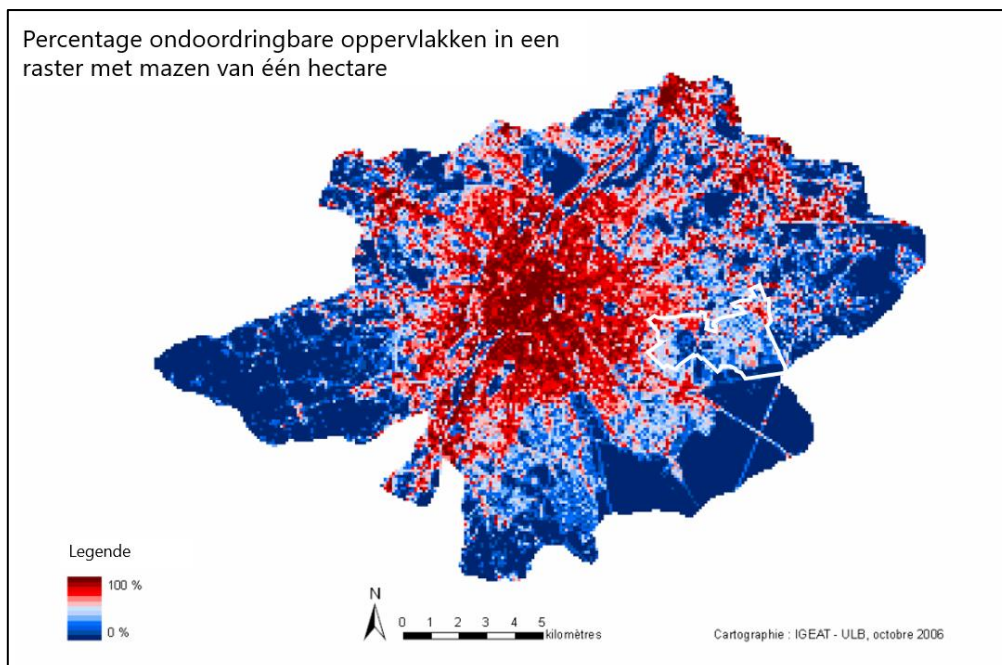 Percentage ondoordringbare oppervlakken in een
raster met mazen van één hectare
Legende
100 %
0 %
N
0 1 2 3 4 5
kilomètres
Cartographie : IGEAT - ULB, octobre 2006